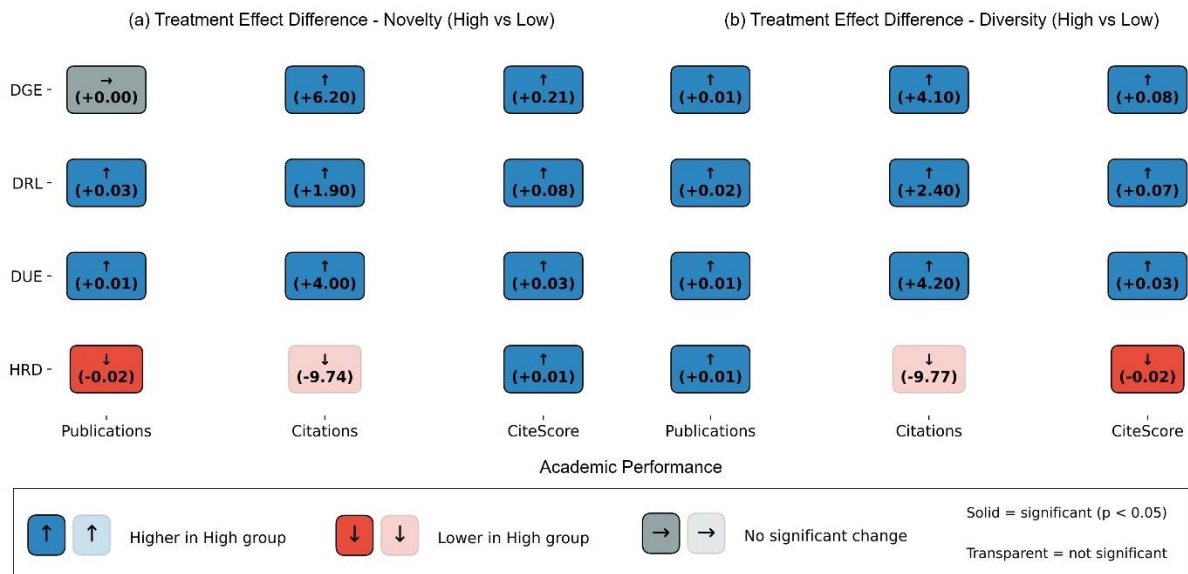 (a) Treatment Effect Difference - Novelty (High vs Low)
(b) Treatment Effect Difference - Diversity (High vs Low)
DGE
→ (+0.00)
↑ (+6.20)
↑ (+0.21)
↑ (+0.01)
↑ (+4.10)
↑ (+0.08)
DRL
↑ (+0.03)
↑ (+1.90)
↑ (+0.08)
↑ (+0.02)
↑ (+2.40)
↑ (+0.07)
DUE
↑ (+0.01)
↑ (+4.00)
↑ (+0.03)
↑ (+0.01)
↑ (+4.20)
↑ (+0.03)
HRD
↓ (-0.02)
↓ (-9.74)
↑ (+0.01)
↑ (+0.01)
↓ (-9.77)
↓ (-0.02)
Publications
Citations
CiteScore
Publications
Citations
CiteScore
Academic Performance
↑ ↑ Higher in High group
↓ ↓ Lower in High group
→ → No significant change
Solid = significant (p < 0.05)
Transparent = not significant